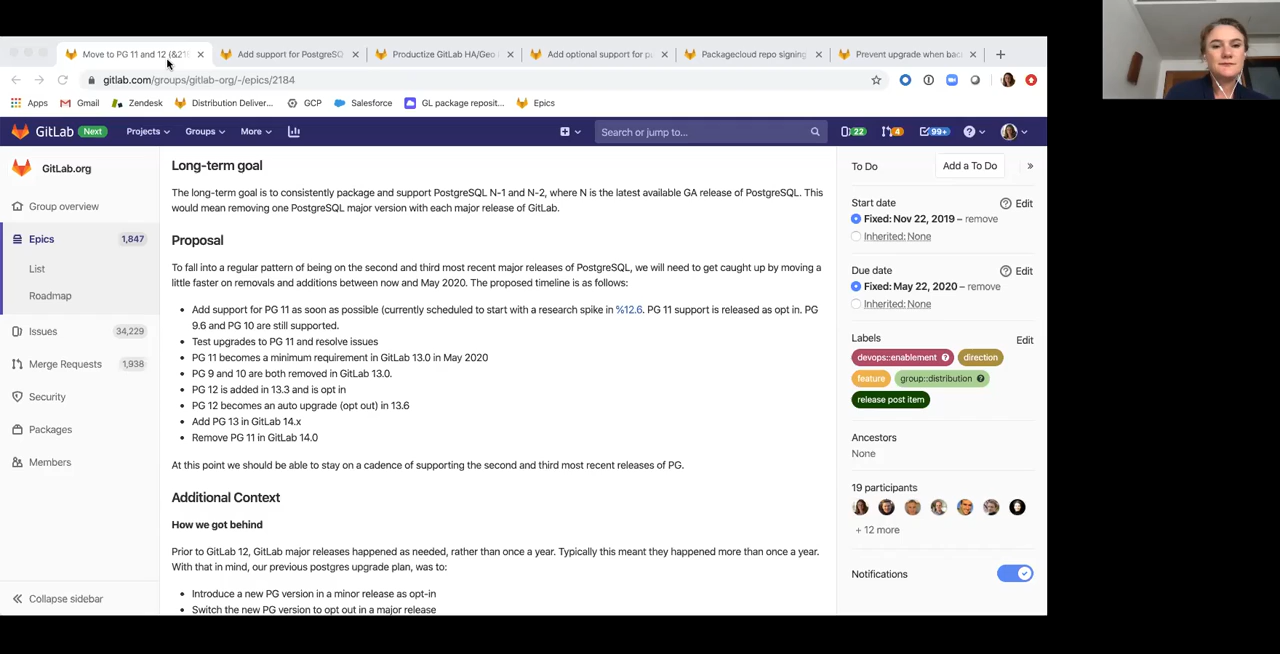 Move to PG 11 and 12 (&218
Add support for PostgreSQ
Productize GitLab HA/Geo
Add optional support for p
Packagecloud repo signing
Prevent upgrade when bac
gitlab.com/groups/gitlab-org/-/epics/2184
Apps Gmail Zendesk Distribution Deliver... GCP Salesforce GL package reposit... Epics
GitLab Next Projects Groups More Search or jump to... 22 4 99+
GitLab.org
Group overview
Epics 1,847
List
Roadmap
Issues 34,229
Merge Requests 1,938
Security
Packages
Members
Collapse sidebar
Long-term goal
The long-term goal is to consistently package and support PostgreSQL N-1 and N-2, where N is the latest available GA release of PostgreSQL. This
would mean removing one PostgreSQL major version with each major release of GitLab.
Proposal
To fall into a regular pattern of being on the second and third most recent major releases of PostgreSQL, we will need to get caught up by moving a
little faster on removals and additions between now and May 2020. The proposed timeline is as follows:
• Add support for PG 11 as soon as possible (currently scheduled to start with a research spike in %12.6. PG 11 support is released as opt in. PG
9.6 and PG 10 are still supported.
• Test upgrades to PG 11 and resolve issues
• PG 11 becomes a minimum requirement in GitLab 13.0 in May 2020
• PG 9 and 10 are both removed in GitLab 13.0.
• PG 12 is added in 13.3 and is opt in
• PG 12 becomes an auto upgrade (opt out) in 13.6
• Add PG 13 in GitLab 14.x
• Remove PG 11 in GitLab 14.0
At this point we should be able to stay on a cadence of supporting the second and third most recent releases of PG.
Additional Context
How we got behind
Prior to GitLab 12, GitLab major releases happened as needed, rather than once a year. Typically this meant they happened more than once a year.
With that in mind, our previous postgres upgrade plan, was to:
• Introduce a new PG version in a minor release as opt-in
• Switch the new PG version to opt out in a major release
To Do Add a To Do »
Start date Edit
Fixed: Nov 22, 2019 – remove
Inherited: None
Due date Edit
Fixed: May 22, 2020 – remove
Inherited: None
Labels Edit
devops::enablement direction
feature group::distribution
release post item
Ancestors
None
19 participants
+ 12 more
Notifications